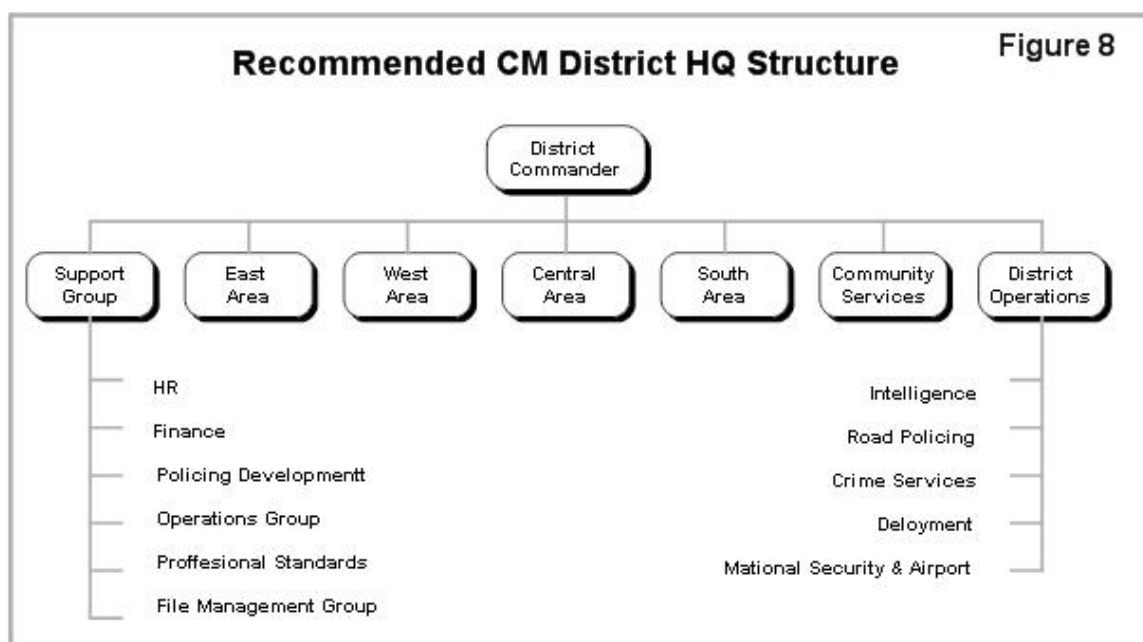 Figure 8
Recommended CM District HQ Structure
District
Commander
Support
Group
East
Area
West
Area
Central
Area
South
Area
Community
Services
District
Operations
HR
Finance
Policing Developmentt
Operations Group
Proffesional Standards
File Management Group
Intelligence
Road Policing
Crime Services
Deloyment
Mational Security & Airport